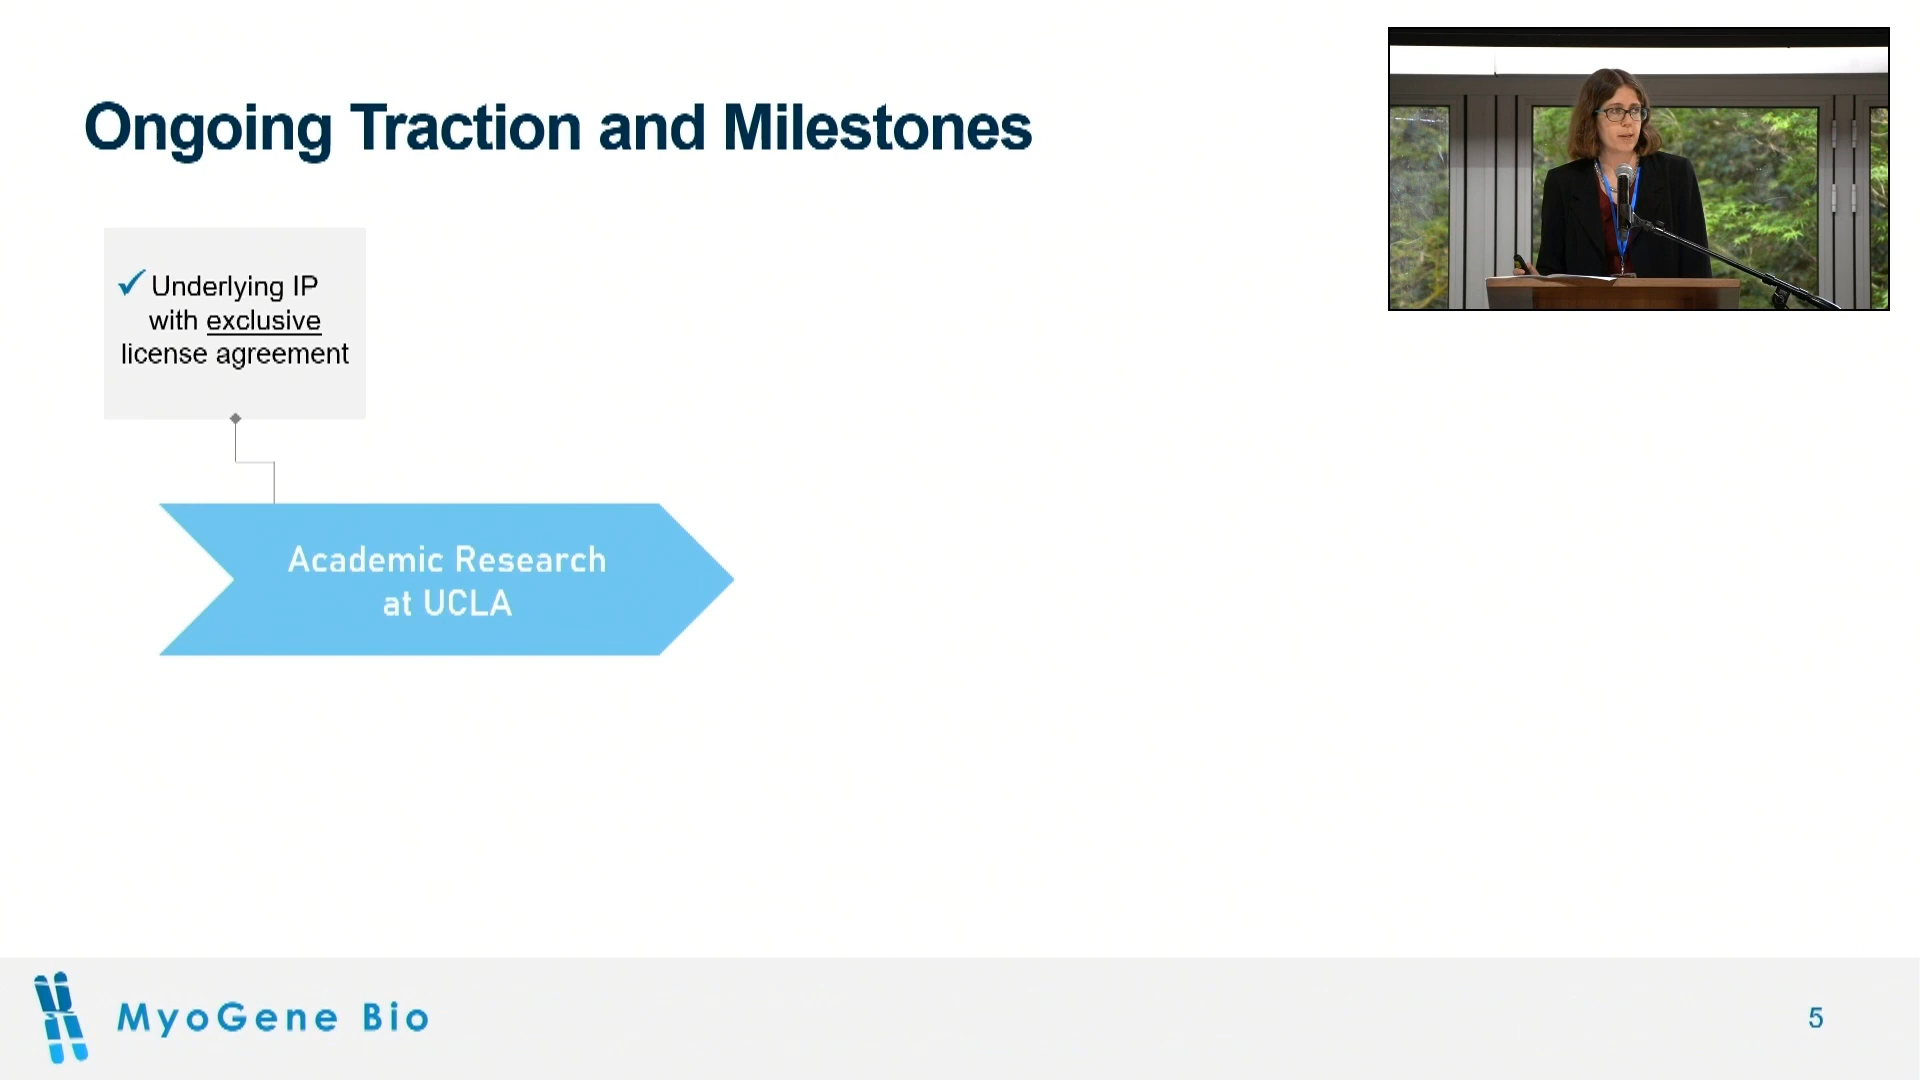 Ongoing Traction and Milestones
✓ Underlying IP
with exclusive
license agreement
Academic Research
at UCLA
MyoGene Bio
5